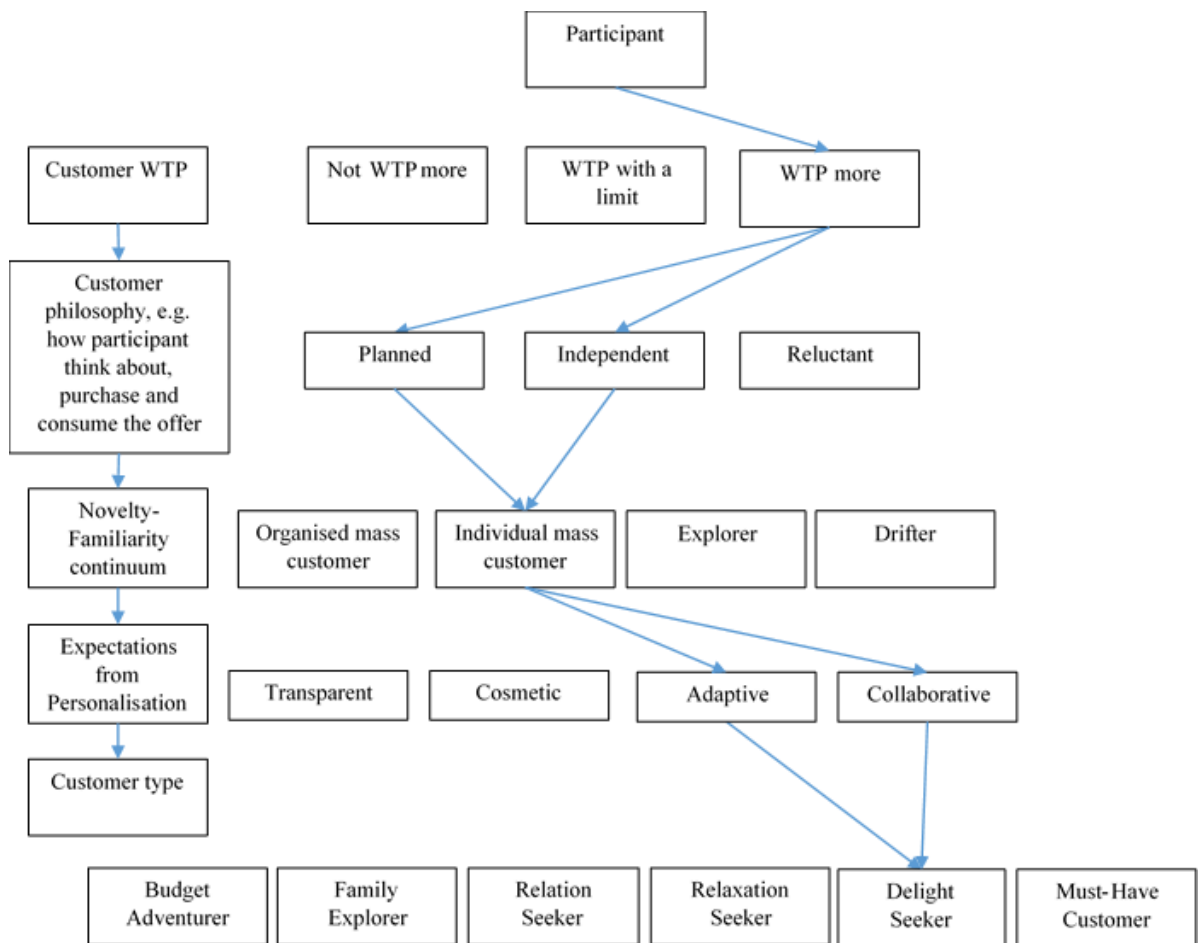 Participant
Customer WTP
Not WTP more
WTP with a
limit
WTP more
Customer
philosophy, e.g.
how participant
think about,
purchase and
consume the offer
Planned
Independent
Reluctant
Novelty-
Familiarity
continuum
Organised mass
customer
Individual mass
customer
Explorer
Drifter
Expectations
from
Personalisation
Transparent
Cosmetic
Adaptive
Collaborative
Customer type
Budget
Adventurer
Family
Explorer
Relation
Seeker
Relaxation
Seeker
Delight
Seeker
Must-Have
Customer